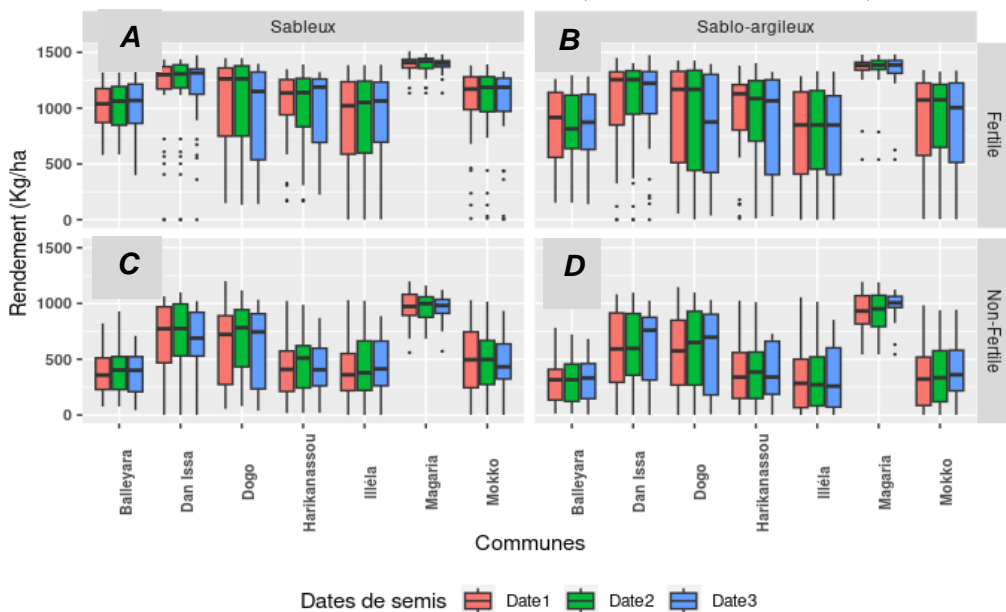 Sableux
Sablo-argileux
A
B
1500
1000
500
0
Fertile
C
D
1500
1000
500
0
Non-Fertile
Rendement (Kg/ha
Balleyara
Dan Issa
Dogo
Harikanassou
Illéla
Magaria
Mokko
Balleyara
Dan Issa
Dogo
Harikanassou
Illéla
Magaria
Mokko
Communes
Dates de semis Date1 Date2 Date3